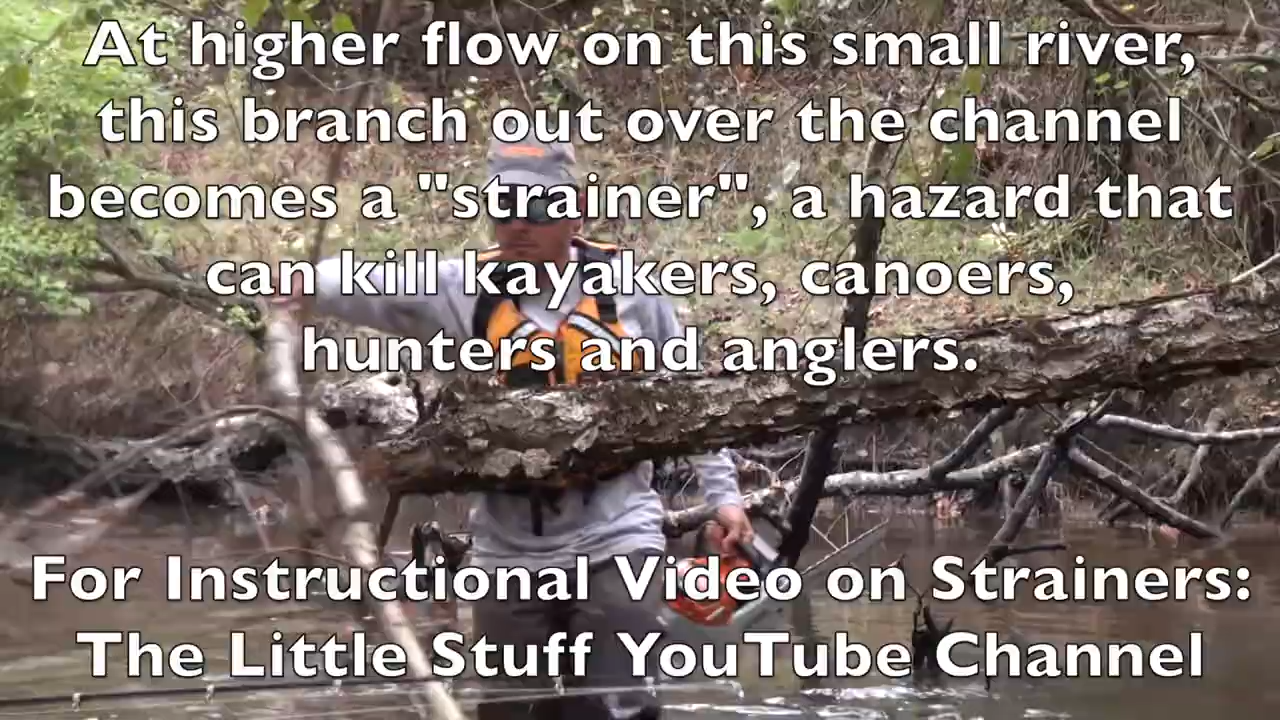 At higher flow on this small river,
this branch out over the channel
becomes a "strainer", a hazard that
can kill kayakers, canoers,
hunters and anglers.
For Instructional Video on Strainers:
The Little Stuff YouTube Channel